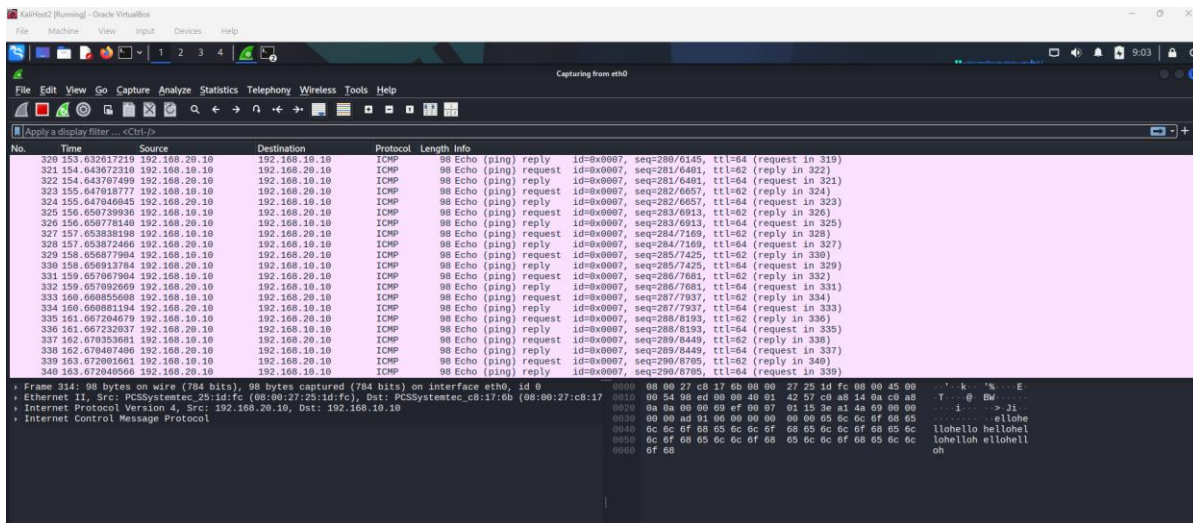 KaliHost2 [Running] - Oracle VirtualBox
File Machine View Input Devices Help
1 2 3 4 9:03
Capturing from eth0
File Edit View Go Capture Analyze Statistics Telephony Wireless Tools Help
Apply a display filter ... <Ctrl-/>
No. Time Source Destination Protocol Length Info
320 153.632617219 192.168.20.10 192.168.10.10 ICMP 98 Echo (ping) reply id=0x0007, seq=280/6145, ttl=64 (request in 319)
321 154.643672310 192.168.10.10 192.168.20.10 ICMP 98 Echo (ping) request id=0x0007, seq=281/6401, ttl=62 (reply in 322)
322 154.643707499 192.168.20.10 192.168.10.10 ICMP 98 Echo (ping) reply id=0x0007, seq=281/6401, ttl=64 (request in 321)
323 155.647018777 192.168.10.10 192.168.20.10 ICMP 98 Echo (ping) request id=0x0007, seq=282/6657, ttl=62 (reply in 324)
324 155.647046045 192.168.20.10 192.168.10.10 ICMP 98 Echo (ping) reply id=0x0007, seq=282/6657, ttl=64 (request in 323)
325 156.650739936 192.168.10.10 192.168.20.10 ICMP 98 Echo (ping) request id=0x0007, seq=283/6913, ttl=62 (reply in 326)
326 156.650778140 192.168.20.10 192.168.10.10 ICMP 98 Echo (ping) reply id=0x0007, seq=283/6913, ttl=64 (request in 325)
327 157.653838198 192.168.10.10 192.168.20.10 ICMP 98 Echo (ping) request id=0x0007, seq=284/7169, ttl=62 (reply in 328)
328 157.653872466 192.168.20.10 192.168.10.10 ICMP 98 Echo (ping) reply id=0x0007, seq=284/7169, ttl=64 (request in 327)
329 158.656877904 192.168.10.10 192.168.20.10 ICMP 98 Echo (ping) request id=0x0007, seq=285/7425, ttl=62 (reply in 330)
330 158.656913784 192.168.20.10 192.168.10.10 ICMP 98 Echo (ping) reply id=0x0007, seq=285/7425, ttl=64 (request in 329)
331 159.657067904 192.168.10.10 192.168.20.10 ICMP 98 Echo (ping) request id=0x0007, seq=286/7681, ttl=62 (reply in 332)
332 159.657092669 192.168.20.10 192.168.10.10 ICMP 98 Echo (ping) reply id=0x0007, seq=286/7681, ttl=64 (request in 331)
333 160.660855608 192.168.10.10 192.168.20.10 ICMP 98 Echo (ping) request id=0x0007, seq=287/7937, ttl=62 (reply in 334)
334 160.660881194 192.168.20.10 192.168.10.10 ICMP 98 Echo (ping) reply id=0x0007, seq=287/7937, ttl=64 (request in 333)
335 161.667204679 192.168.10.10 192.168.20.10 ICMP 98 Echo (ping) request id=0x0007, seq=288/8193, ttl=62 (reply in 336)
336 161.667232037 192.168.20.10 192.168.10.10 ICMP 98 Echo (ping) reply id=0x0007, seq=288/8193, ttl=64 (request in 335)
337 162.670353681 192.168.10.10 192.168.20.10 ICMP 98 Echo (ping) request id=0x0007, seq=289/8449, ttl=62 (reply in 338)
338 162.670407406 192.168.20.10 192.168.10.10 ICMP 98 Echo (ping) reply id=0x0007, seq=289/8449, ttl=64 (request in 337)
339 163.672001661 192.168.10.10 192.168.20.10 ICMP 98 Echo (ping) request id=0x0007, seq=290/8705, ttl=62 (reply in 340)
340 163.672040566 192.168.20.10 192.168.10.10 ICMP 98 Echo (ping) reply id=0x0007, seq=290/8705, ttl=64 (request in 339)
Frame 314: 98 bytes on wire (784 bits), 98 bytes captured (784 bits) on interface eth0, id 0
Ethernet II, Src: PCSSystemtec_25:1d:fc (08:00:27:25:1d:fc), Dst: PCSSystemtec_c8:17:6b (08:00:27:c8:17
Internet Protocol Version 4, Src: 192.168.20.10, Dst: 192.168.10.10
Internet Control Message Protocol
0000 08 00 27 c8 17 6b 08 00 27 25 1d fc 08 00 45 00 ··'··k·· '%····E·
0010 00 54 98 ed 00 00 40 01 42 57 c0 a8 14 0a c0 a8 ·T····@· BW······
0020 0a 0a 00 00 69 ef 00 07 01 15 3e a1 4a 69 00 00 ····i··· ··>·Ji··
0030 00 00 ad 91 06 00 00 00 00 00 65 6c 6c 6f 68 65 ········ ··ellohe
0040 6c 6c 6f 68 65 6c 6c 6f 68 65 6c 6c 6f 68 65 6c llohello hellohel
0050 6c 6f 68 65 6c 6c 6f 68 65 6c 6c 6f 68 65 6c 6c lohelloh ellohell
0060 6f 68 oh